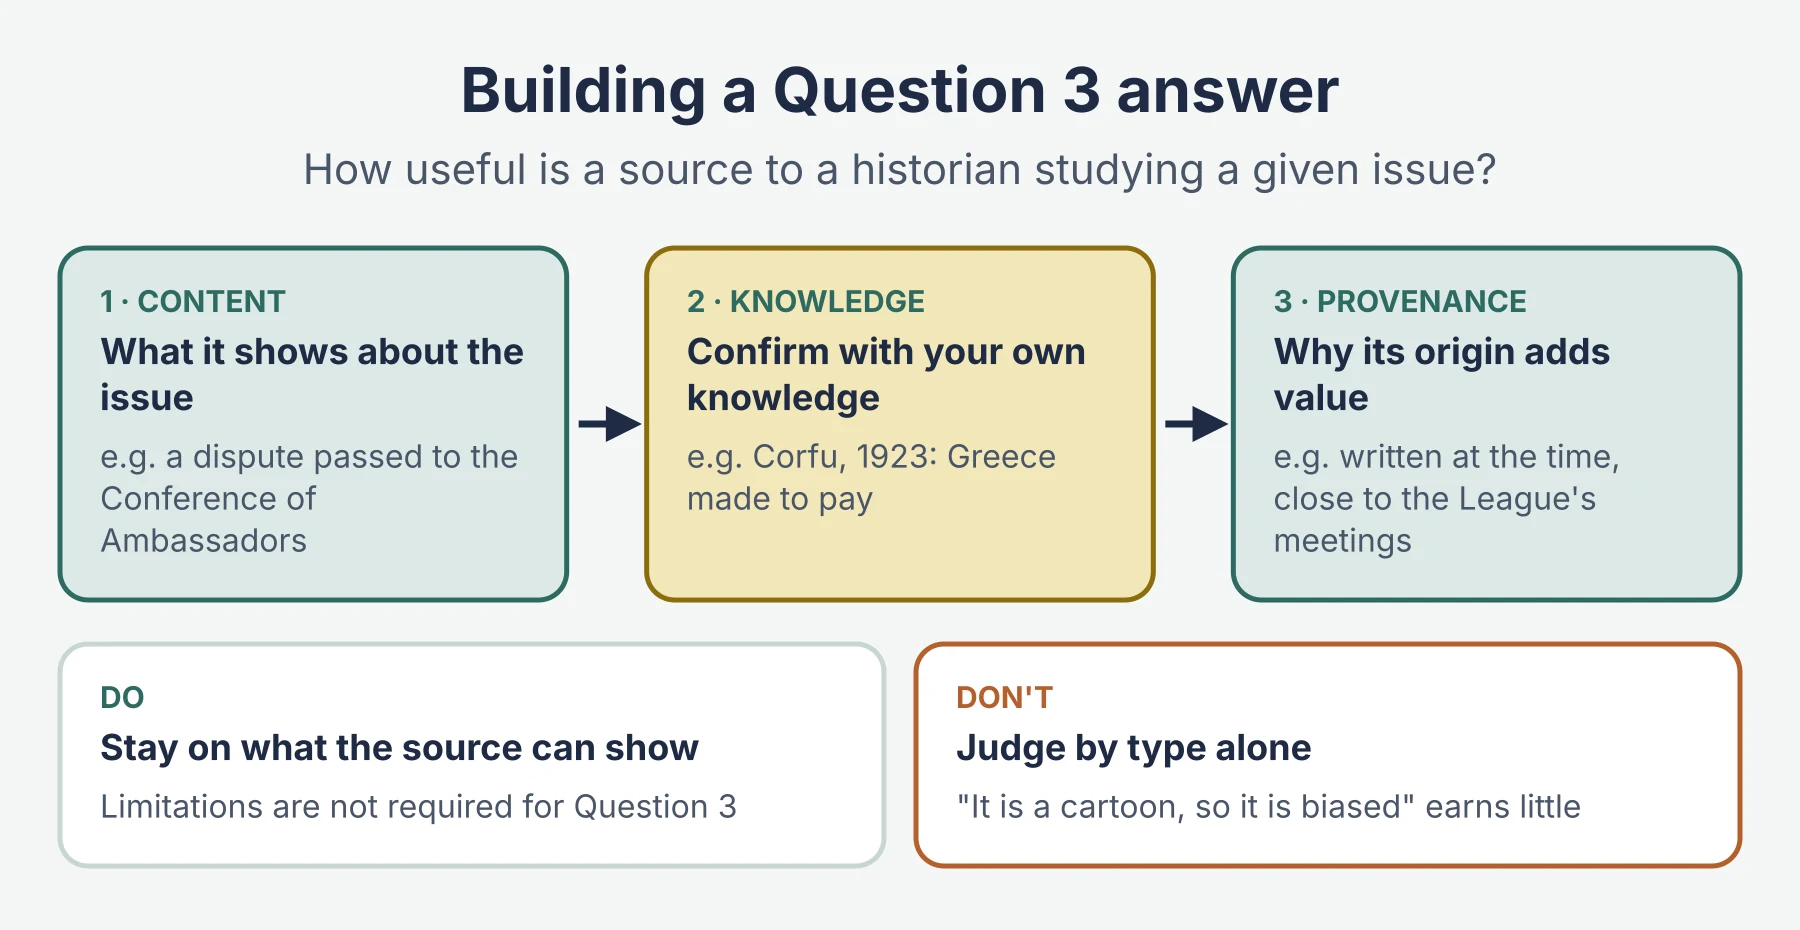 Building a Question 3 answer
How useful is a source to a historian studying a given issue?
1 · CONTENT
What it shows about the
issue
e.g. a dispute passed to the
Conference of
Ambassadors
2 · KNOWLEDGE
Confirm with your own
knowledge
e.g. Corfu, 1923: Greece
made to pay
3 · PROVENANCE
Why its origin adds
value
e.g. written at the time,
close to the League's
meetings
DO
Stay on what the source can show
Limitations are not required for Question 3
DON'T
Judge by type alone
"It is a cartoon, so it is biased" earns little